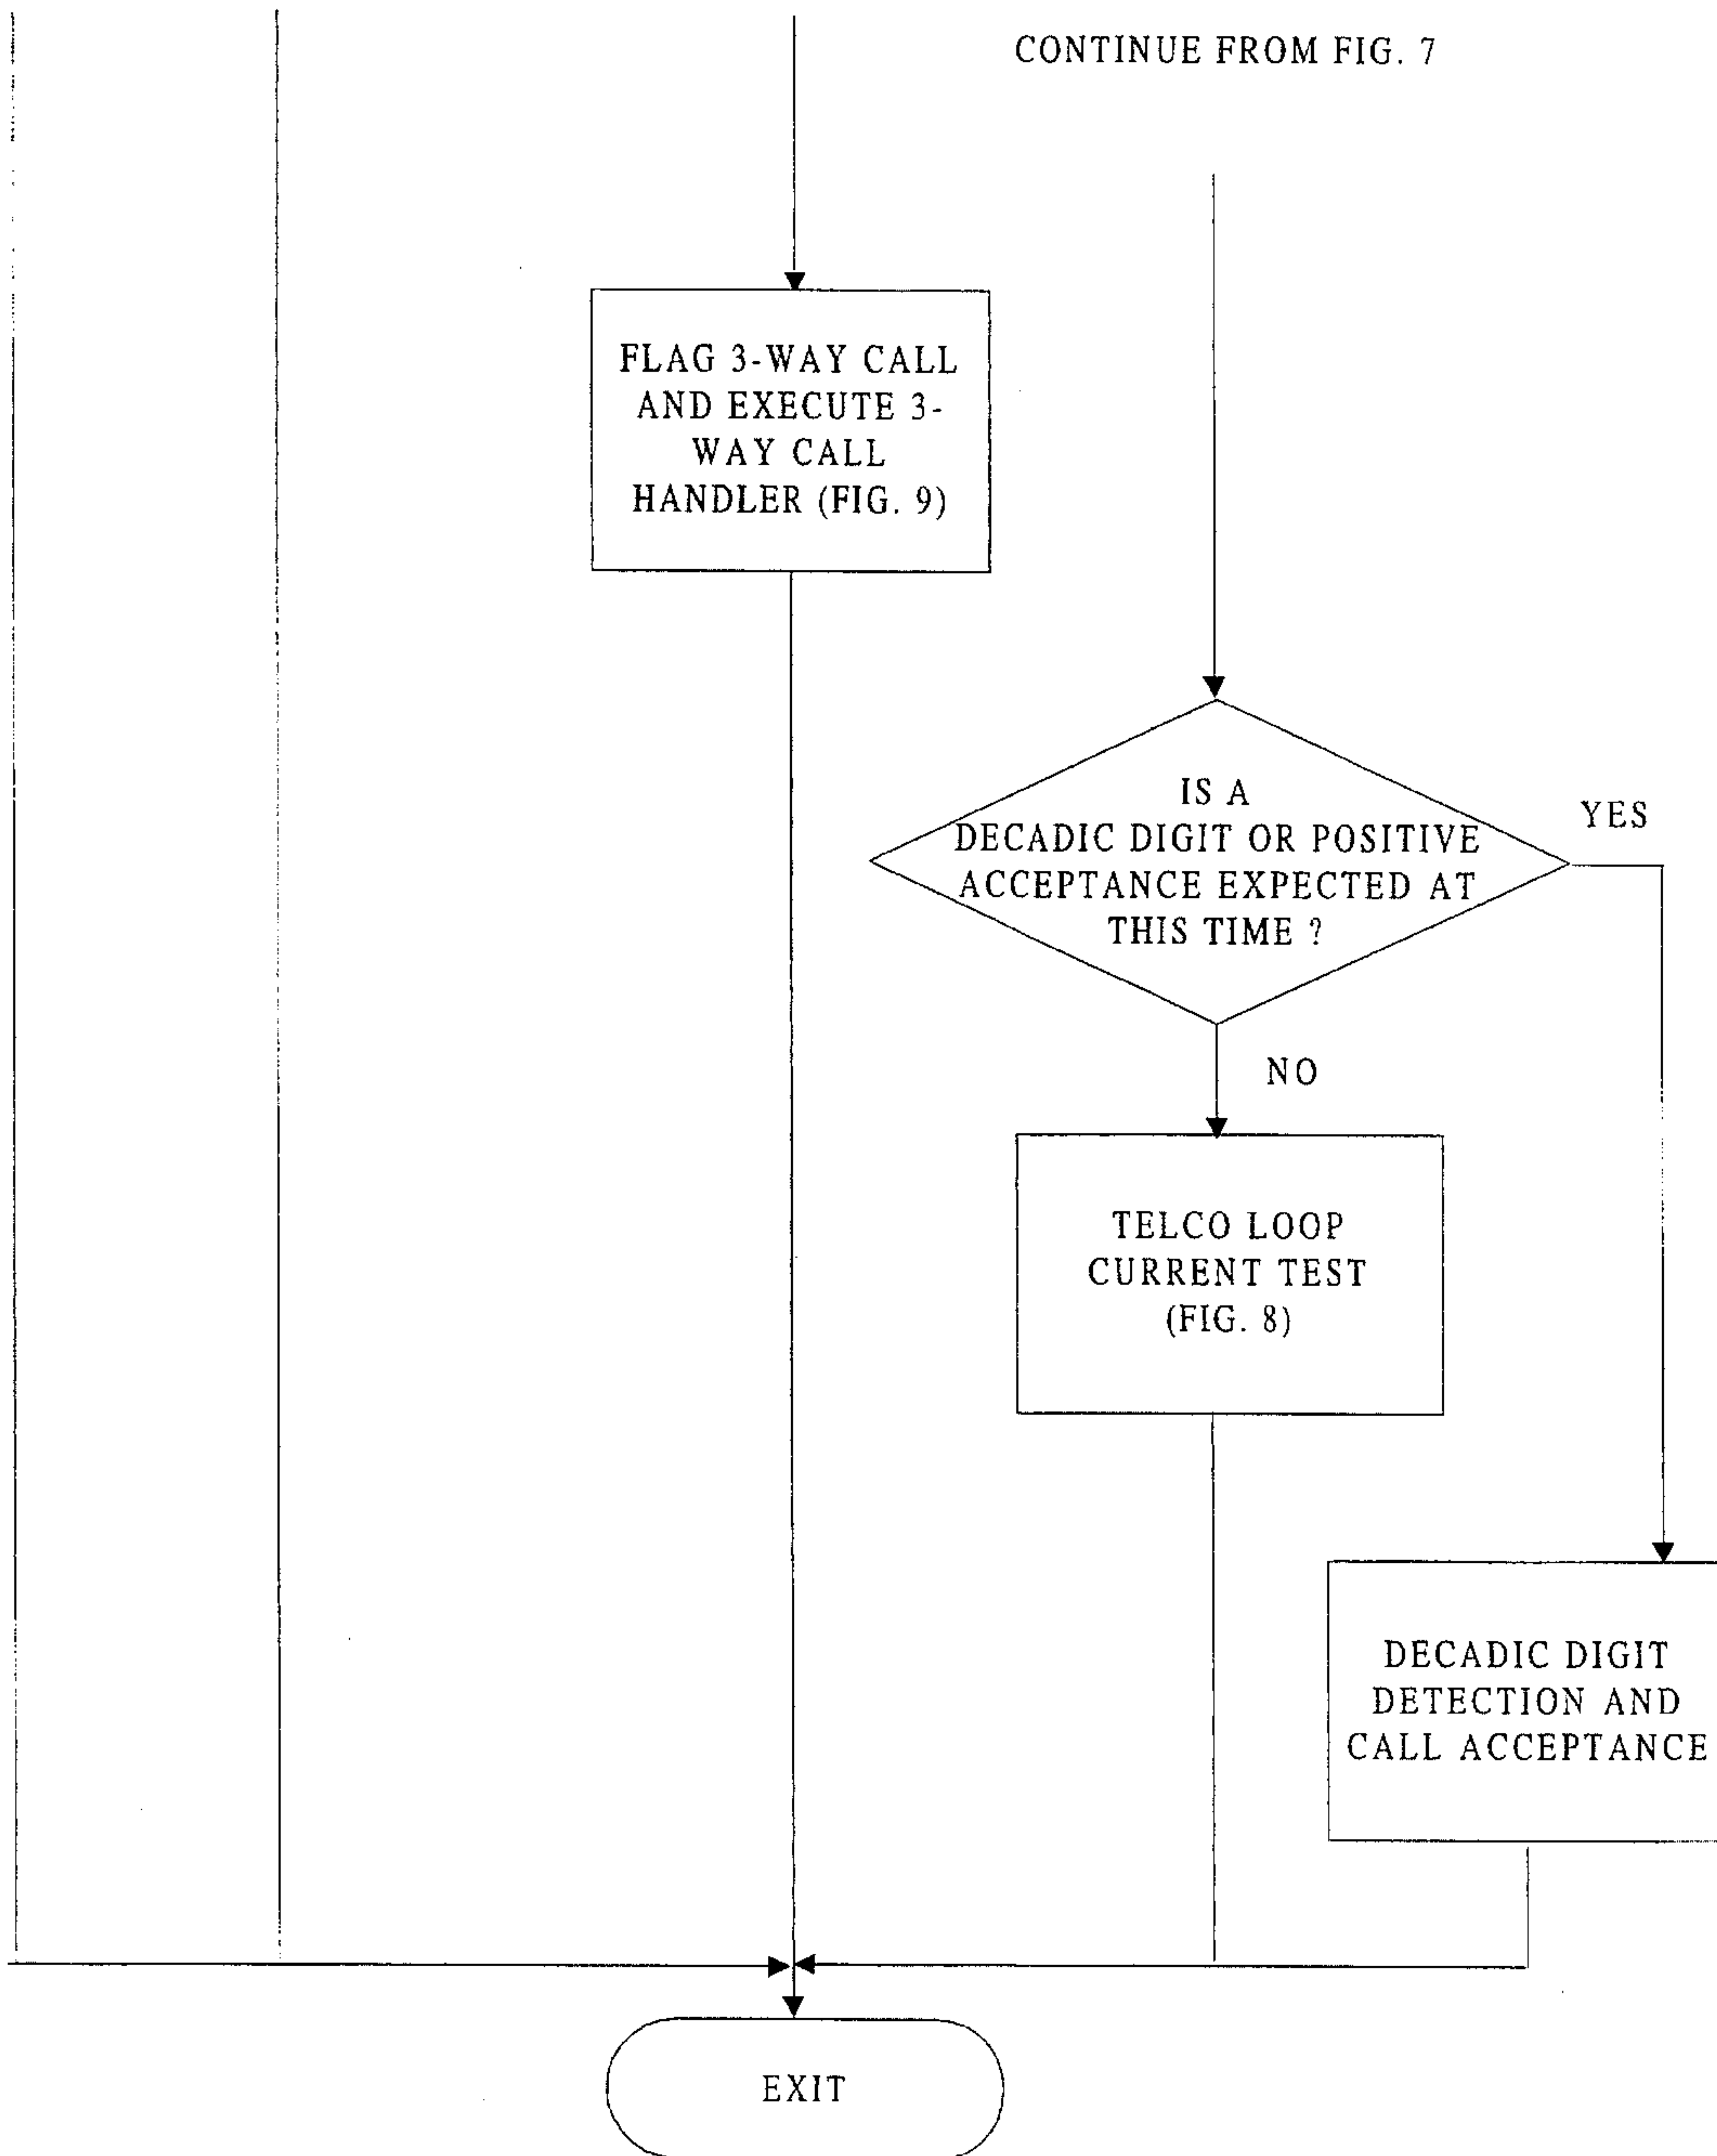 CONTINUE FROM FIG. 7
FLAG 3-WAY CALL
AND EXECUTE 3-
WAY CALL
HANDLER (FIG. 9)
IS A
DECADIC DIGIT OR POSITIVE
ACCEPTANCE EXPECTED AT
THIS TIME ?
YES
NO
TELCO LOOP
CURRENT TEST
(FIG. 8)
DECADIC DIGIT
DETECTION AND
CALL ACCEPTANCE
EXIT